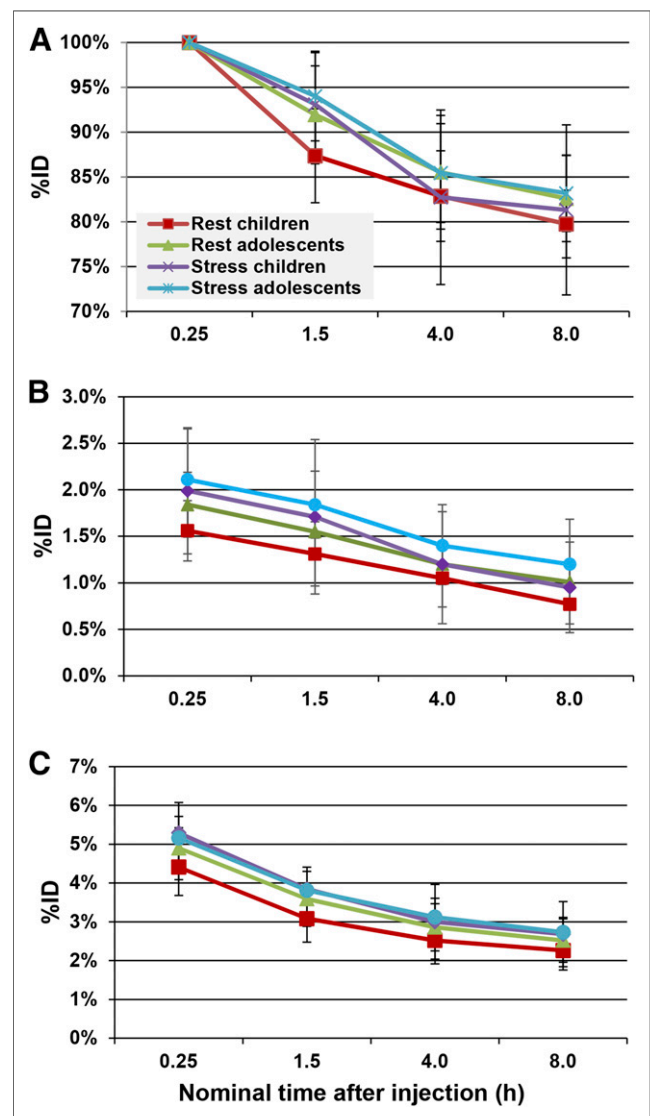 A
100%
95%
90%
85%
80%
75%
70%
%ID
Rest children
Rest adolescents
Stress children
Stress adolescents
0.25 1.5 4.0 8.0
B
3.0%
2.5%
2.0%
1.5%
1.0%
0.5%
0.0%
%ID
0.25 1.5 4.0 8.0
C
7%
6%
5%
4%
3%
2%
1%
0%
%ID
0.25 1.5 4.0 8.0
Nominal time after injection (h)